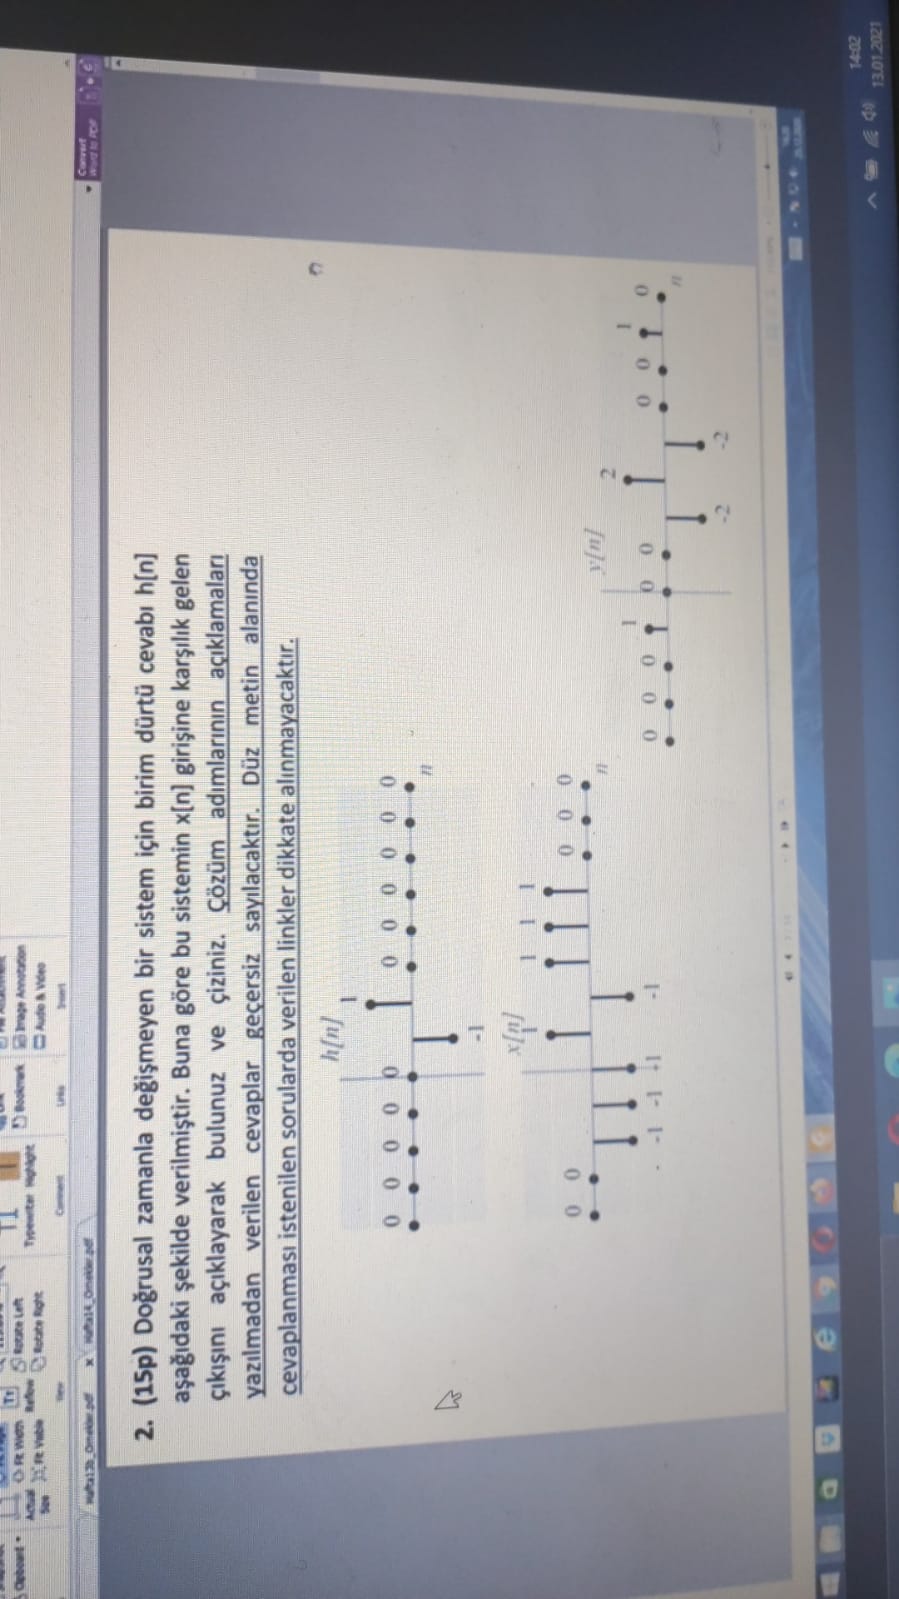 14:02
13.01.2021
Convert
Word to PDF
Actual Size
Fit Width
Fit Visible
Reflow
Rotate Left
Rotate Right
View
Typewriter
Highlight
Comment
Bookmark
Links
Image Annotation
Audio & Video
Insert
2. (15p) Doğrusal zamanla değişmeyen bir sistem için birim dürtü cevabı h[n]
aşağıdaki şekilde verilmiştir. Buna göre bu sistemin x[n] girişine karşılık gelen
çıkışını açıklayarak bulunuz ve çiziniz. Çözüm adımlarının açıklamaları
yazılmadan verilen cevaplar geçersiz sayılacaktır. Düz metin alanında
cevaplanması istenilen sorularda verilen linkler dikkate alınmayacaktır.
h[n]
1
0 0 0 0 0 0 0 0 0 0 0
-1
n
x[n]
1 1 1 1
0 0 0 0 0
-1 -1 -1 -1
n
y[n]
2
1 1
0 0 0 0 0 0 0 0
-2 -2
n